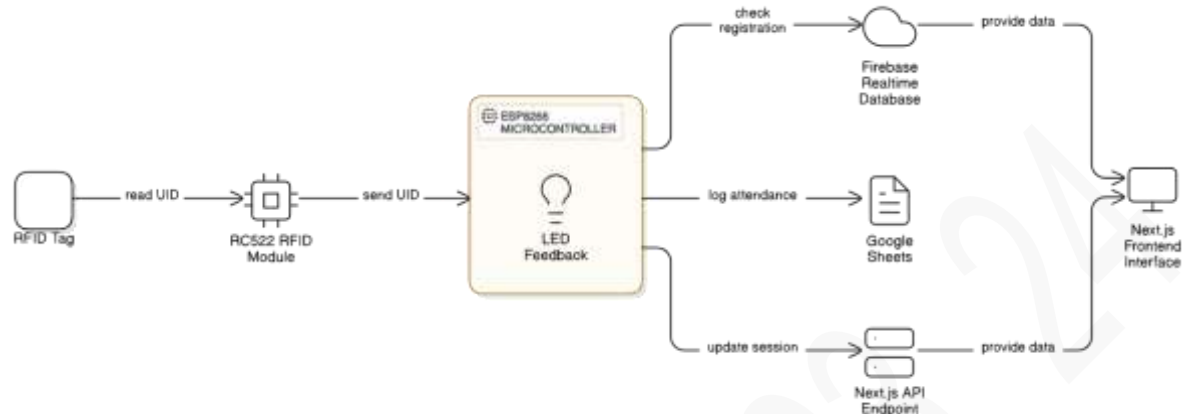 check
registration
provide data
Firebase
Realtime
Database
ESP8266
MICROCONTROLLER
read UID
send UID
log attendance
RFID Tag
RC522 RFID
Module
LED
Feedback
Google
Sheets
Next.js
Frontend
Interface
update session
provide data
Next.js API
Endpoint
24